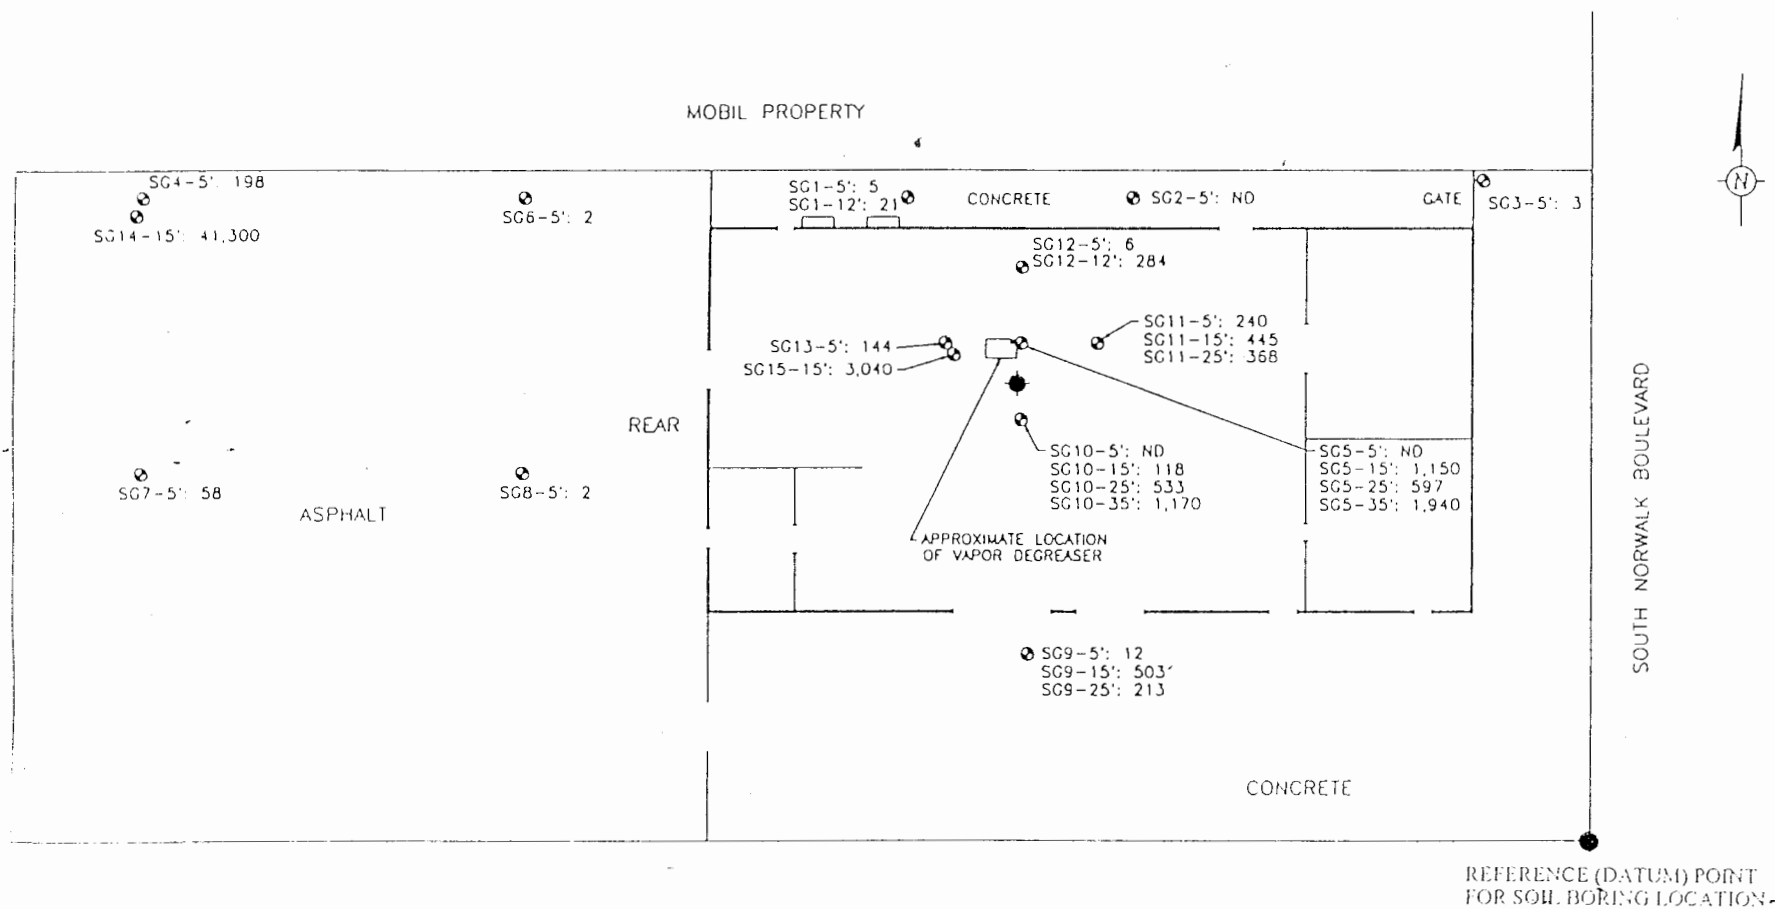 MOBIL PROPERTY
N
SG4-5': 198
SG14-15': 41,300
SG6-5': 2
SG1-5': 5
SG1-12': 21
CONCRETE
SG2-5': ND
GATE
SG3-5': 3
SG12-5': 6
SG12-12': 284
SG11-5': 240
SG11-15': 445
SG11-25': 368
SG13-5': 144
SG15-15': 3,040
REAR
SG7-5': 58
SG8-5': 2
ASPHALT
SG10-5': ND
SG10-15': 118
SG10-25': 533
SG10-35': 1,170
SG5-5': ND
SG5-15': 1,150
SG5-25': 597
SG5-35': 1,940
APPROXIMATE LOCATION
OF VAPOR DEGREASER
SOUTH NORWALK BOULEVARD
SG9-5': 12
SG9-15': 503
SG9-25': 213
CONCRETE
REFERENCE (DATUM) POINT
FOR SOIL BORING LOCATION